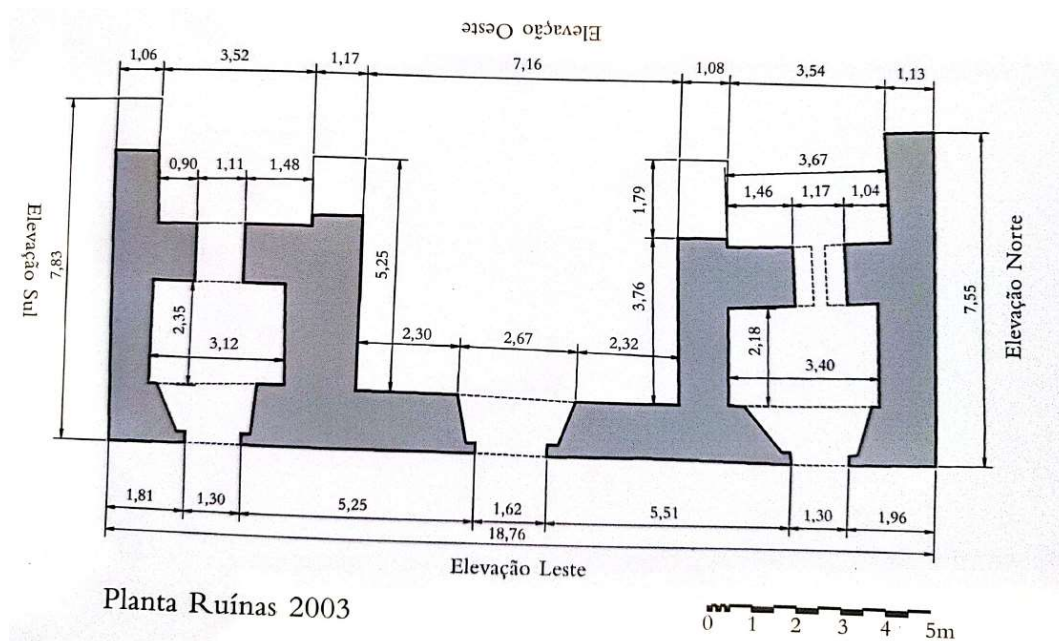 Elevação Oeste
1,06 3,52 1,17 7,16 1,08 3,54 1,13
3,67
0,90 1,11 1,48
1,46 1,17 1,04
1,79
Elevação Sul
7,83
5,25
3,76
7,55
Elevação Norte
2,35
3,12
2,30 2,67 2,32
2,18
3,40
1,81 1,30 5,25 1,62 5,51 1,30 1,96
18,76
Elevação Leste
Planta Ruínas 2003
0 1 2 3 4 5m